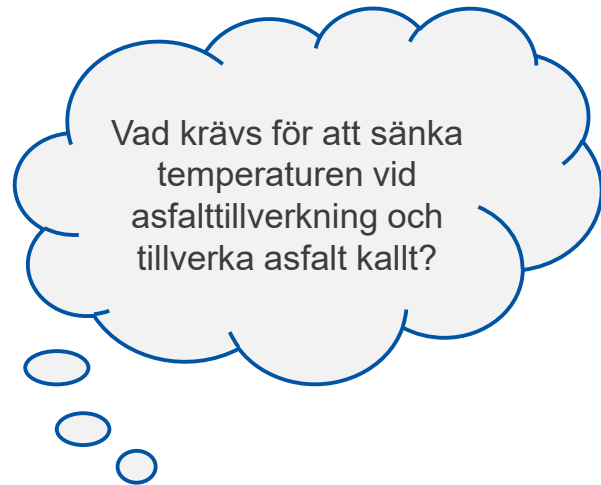 Vad krävs för att sänka
temperaturen vid
asfalttillverkning och
tillverka asfalt kallt?